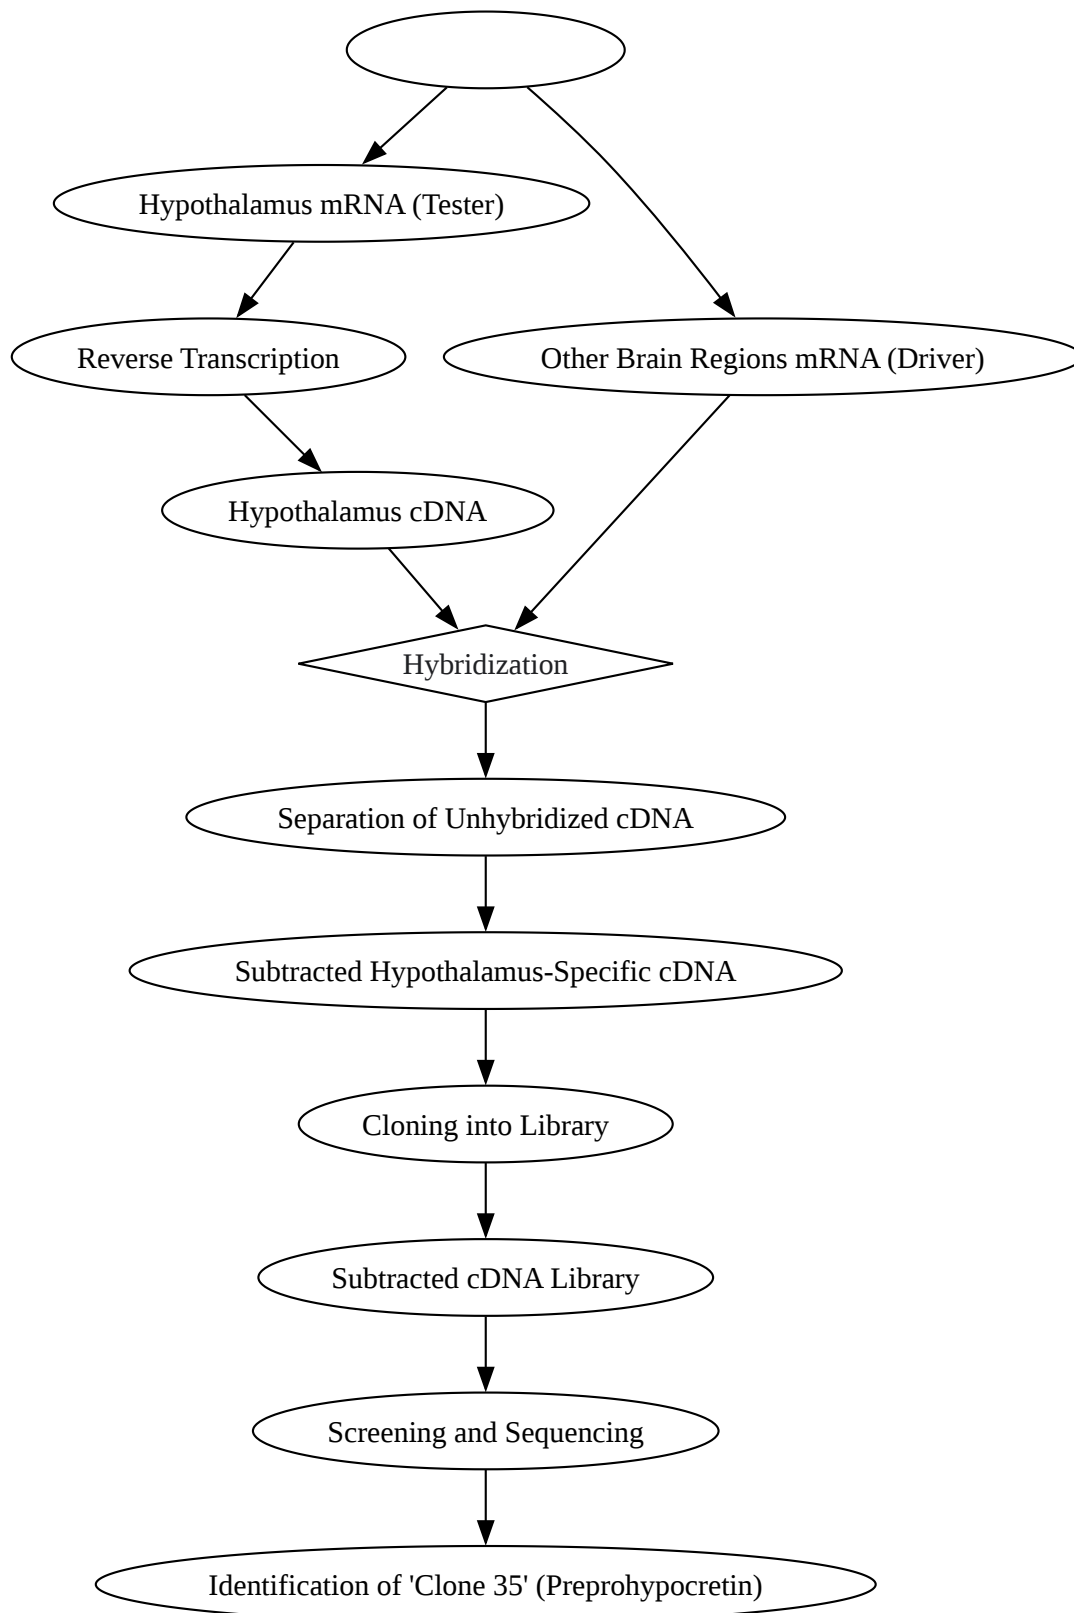 Hypothalamus mRNA (Tester)
Reverse Transcription
Other Brain Regions mRNA (Driver)
Hypothalamus cDNA
Hybridization
Separation of Unhybridized cDNA
Subtracted Hypothalamus-Specific cDNA
Cloning into Library
Subtracted cDNA Library
Screening and Sequencing
Identification of 'Clone 35' (Preprohypocretin)